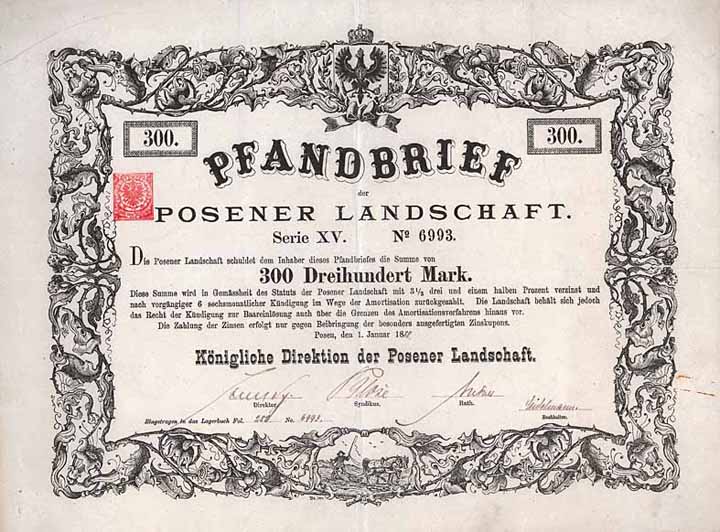 300.
300.
PFANDBRIEF
der
POSENER LANDSCHAFT.
Serie XV. No 6993.
Die Posener Landschaft schuldet dem Inhaber dieses Pfandbriefes die Summe von
300 Dreihundert Mark.
Diese Summe wird in Gemässheit des Statuts der Posener Landschaft mit 3½ drei und einem halben Prozent verzinst und
nach vorgängiger 6 sechsmonatlicher Kündigung im Wege der Amortisation zurückgezahlt. Die Landschaft behält sich jedoch
das Recht der Kündigung zur Baareinlösung auch über die Grenzen des Amortisationsverfahrens hinaus vor.
Die Zahlung der Zinsen erfolgt nur gegen Beibringung der besonders ausgefertigten Zinskupons.
Posen, den 1. Januar
Königliche Direktion der Posener Landschaft.
Direktor. Syndikus. Rath. Buchhalter.
Eingetragen in das Lagerbuch Fol. No. 6993.